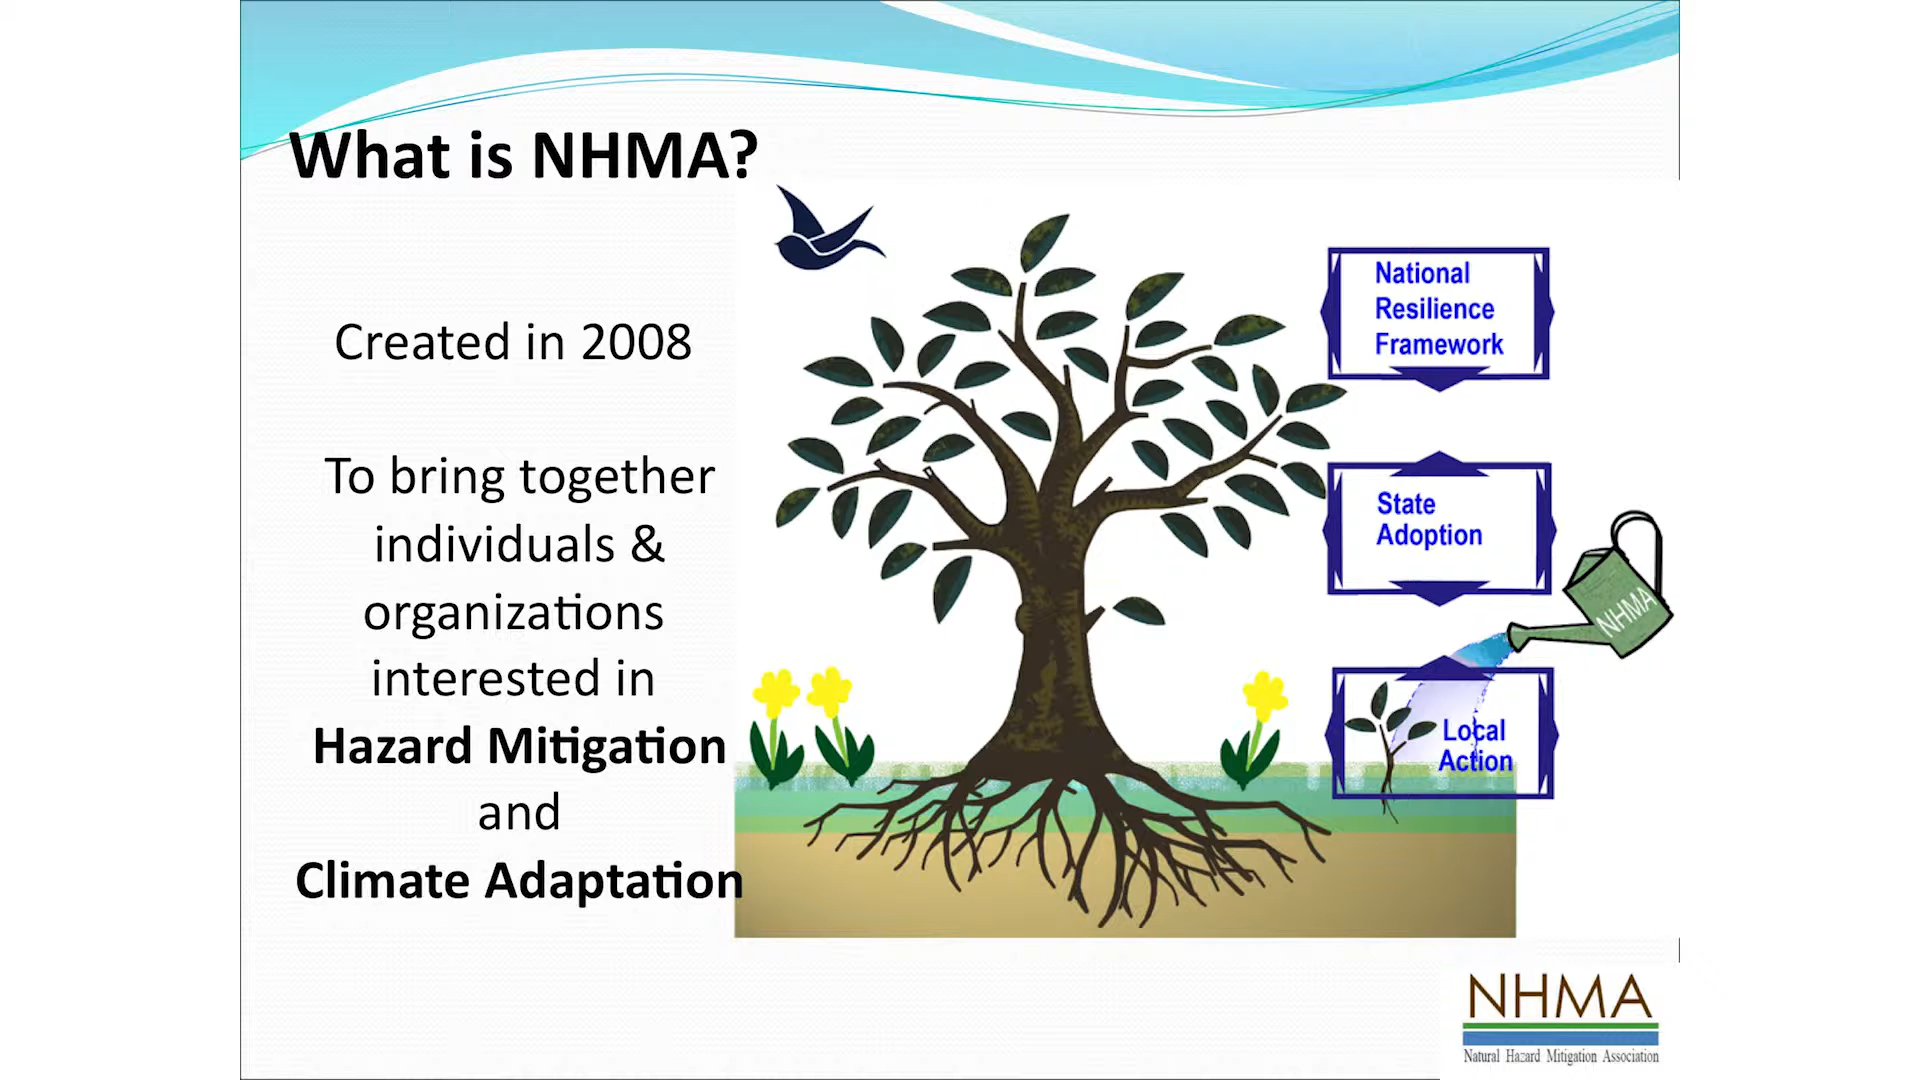 What is NHMA?
Created in 2008
To bring together
individuals &
organizations
interested in
Hazard Mitigation
and
Climate Adaptation
National
Resilience
Framework
State
Adoption
NHMA
Local
Action
NHMA
Natural Hazard Mitigation Association